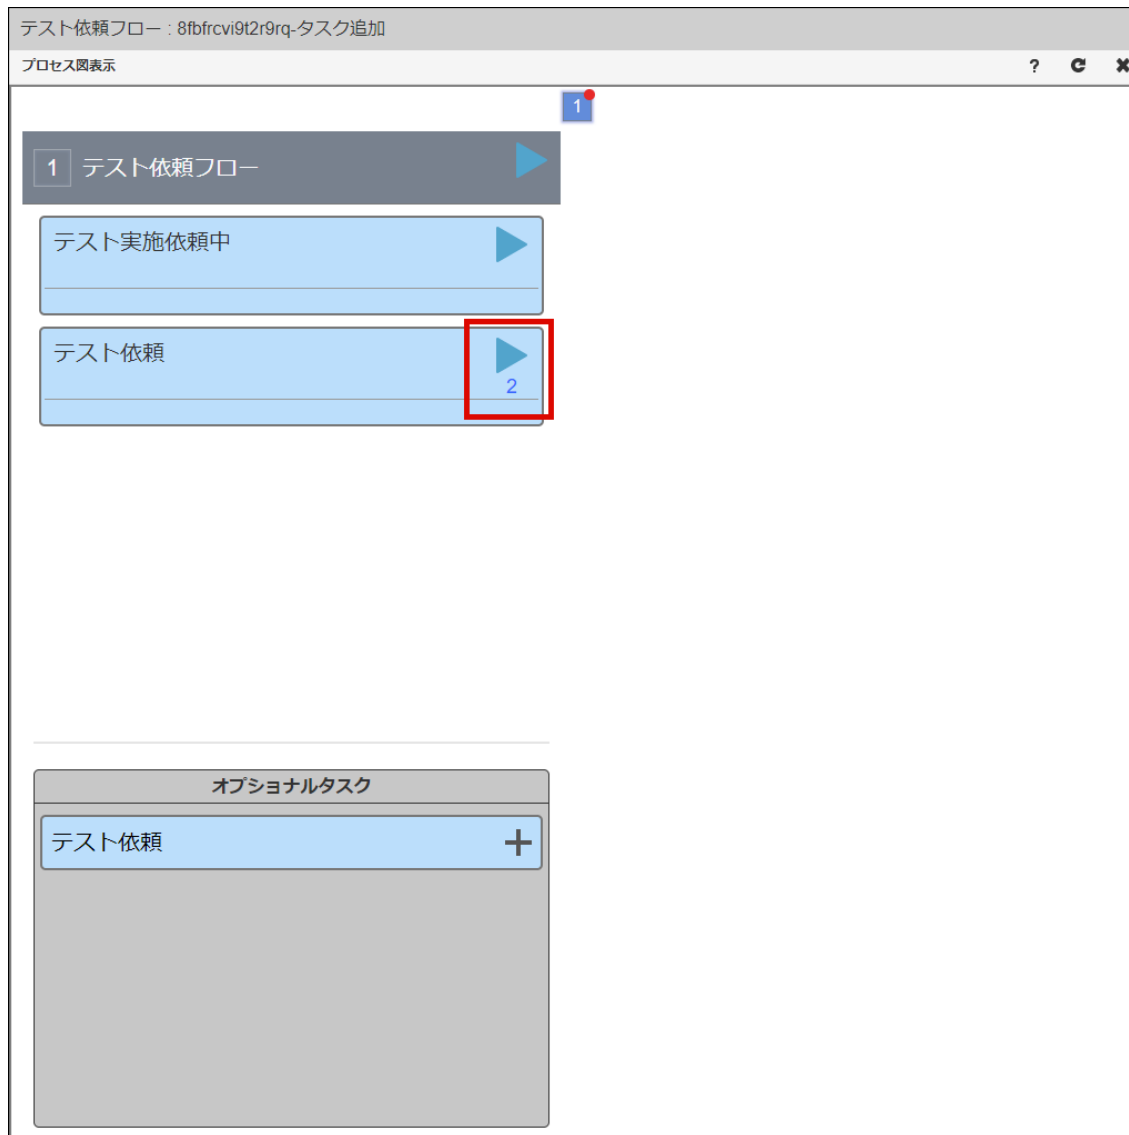 テスト依頼フロー : 8fbfrcvi9t2r9rq-タスク追加
プロセス図表示
?
1
1 テスト依頼フロー
テスト実施依頼中
テスト依頼
2
オプショナルタスク
テスト依頼